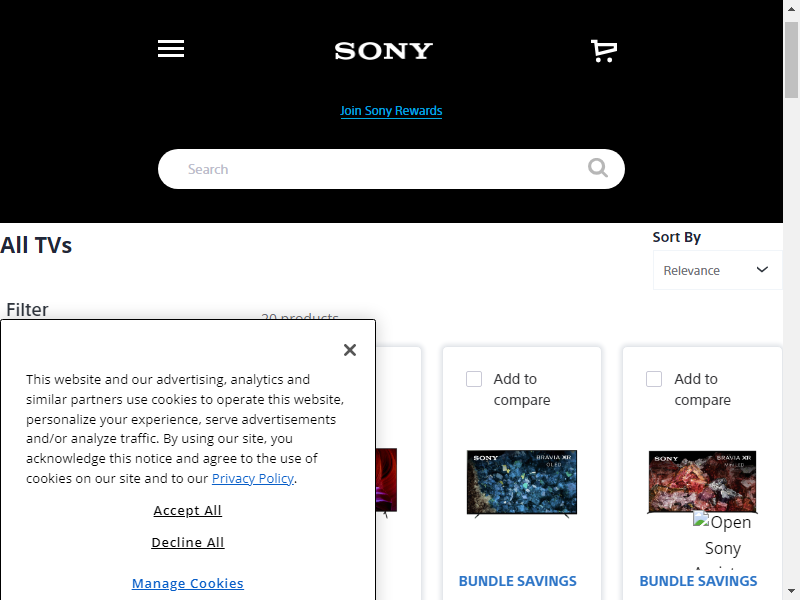 SONY
Join Sony Rewards
Search
All TVs
Sort By
Relevance
Filter
20 products
This website and our advertising, analytics and
similar partners use cookies to operate this website,
personalize your experience, serve advertisements
and/or analyze traffic. By using our site, you
acknowledge this notice and agree to the use of
cookies on our site and to our Privacy Policy.
Accept All
Decline All
Manage Cookies
Add to
compare
SONY
BRAVIA XR
OLED
BUNDLE SAVINGS
Add to
compare
SONY
BRAVIA XR
Open
Sony
BUNDLE SAVINGS